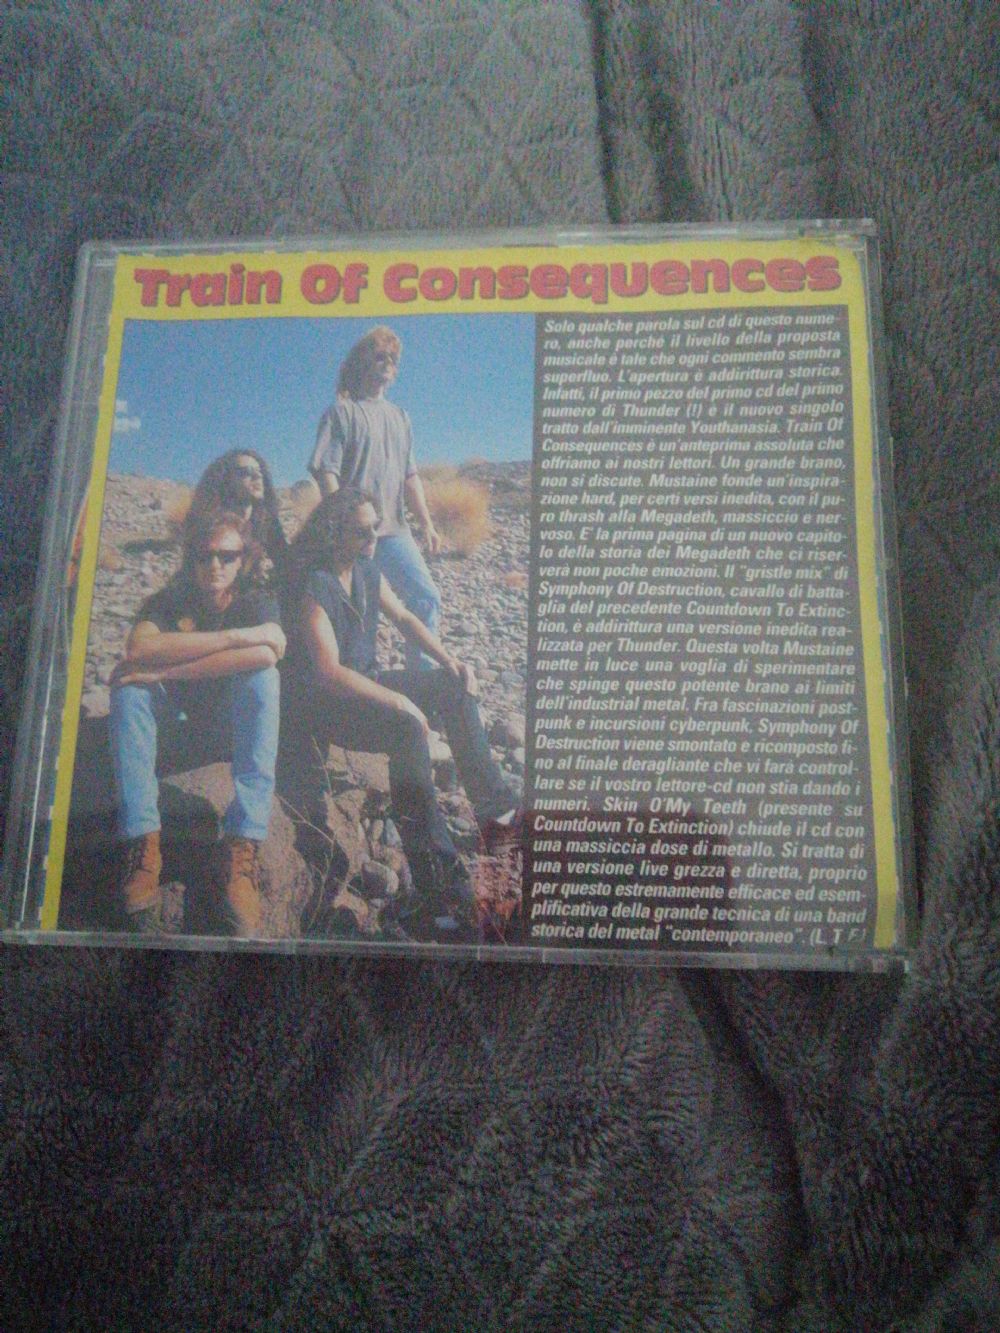 Train Of Consequences
Solo qualche parola sul cd di questo nume-
ro, anche perché il livello della proposta
musicale è tale che ogni commento sembra
superfluo. L'apertura è addirittura storica.
Infatti, il primo pezzo del primo cd del primo
numero di Thunder (!) è il nuovo singolo
tratto dall'imminente Youthanasia. Train Of
Consequences è un'anteprima assoluta che
offriamo ai nostri lettori. Un grande brano,
non si discute. Mustaine fonde un'inspira-
zione hard, per certi versi inedita, con il pu-
ro thrash alla Megadeth, massiccio e ner-
voso. E' la prima pagina di un nuovo capito-
lo della storia dei Megadeth che ci riser-
verà non poche emozioni. Il "gristle mix" di
Symphony Of Destruction, cavallo di batta-
glia del precedente Countdown To Extinc-
tion, è addirittura una versione inedita rea-
lizzata per Thunder. Questa volta Mustaine
mette in luce una voglia di sperimentare
che spinge questo potente brano ai limiti
dell'industrial metal. Fra fascinazioni post-
punk e incursioni cyberpunk, Symphony Of
Destruction viene smontato e ricomposto fi-
no al finale deragliante che vi farà control-
lare se il vostro lettore-cd non stia dando i
numeri. Skin O'My Teeth (presente su
Countdown To Extinction) chiude il cd con
una massiccia dose di metallo. Si tratta di
una versione live grezza e diretta, proprio
per questo estremamente efficace ed esem-
plificativa della grande tecnica di una band
storica del metal "contemporaneo". (L. T. F.)